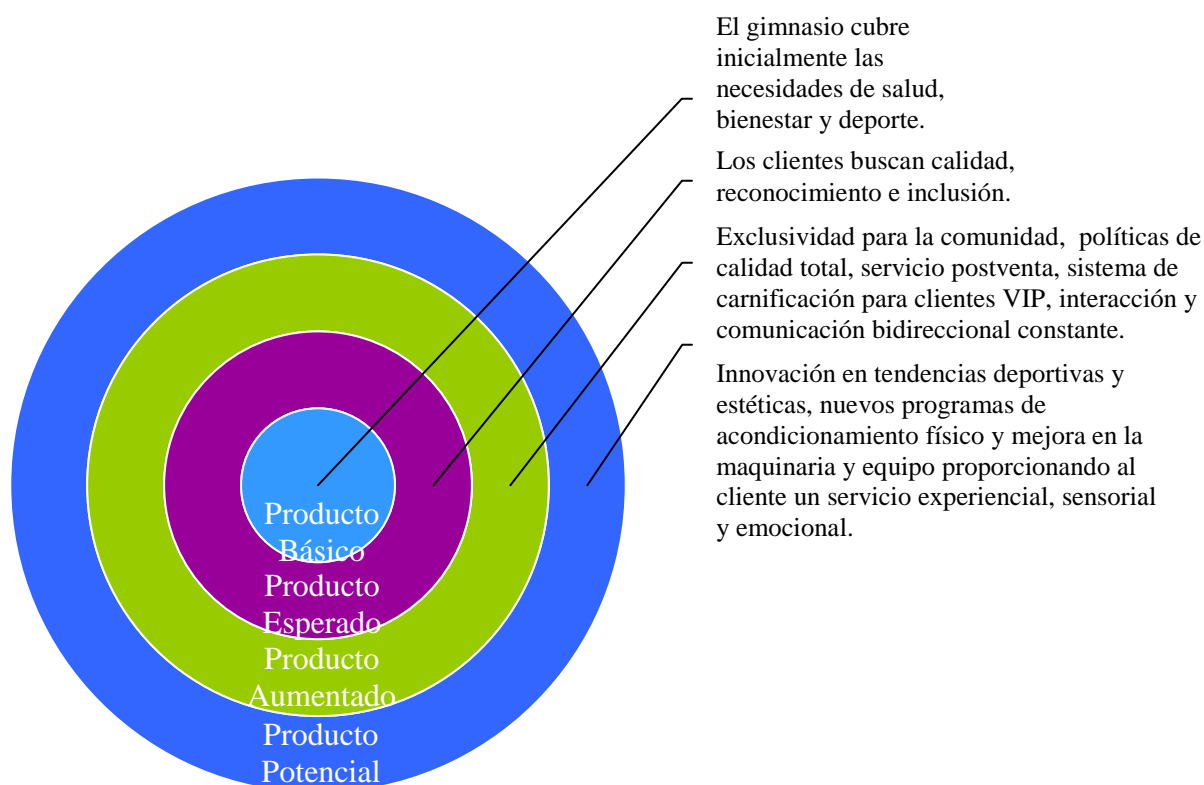 El gimnasio cubre
inicialmente las
necesidades de salud,
bienestar y deporte.
Los clientes buscan calidad,
reconocimiento e inclusión.
Exclusividad para la comunidad,  políticas de
calidad total, servicio postventa, sistema de
carnificación para clientes VIP, interacción y
comunicación bidireccional constante.
Innovación en tendencias deportivas y
estéticas, nuevos programas de
acondicionamiento físico y mejora en la
maquinaria y equipo proporcionando al
cliente un servicio experiencial, sensorial
y emocional.
Producto
Básico
Producto
Esperado
Producto
Aumentado
Producto
Potencial